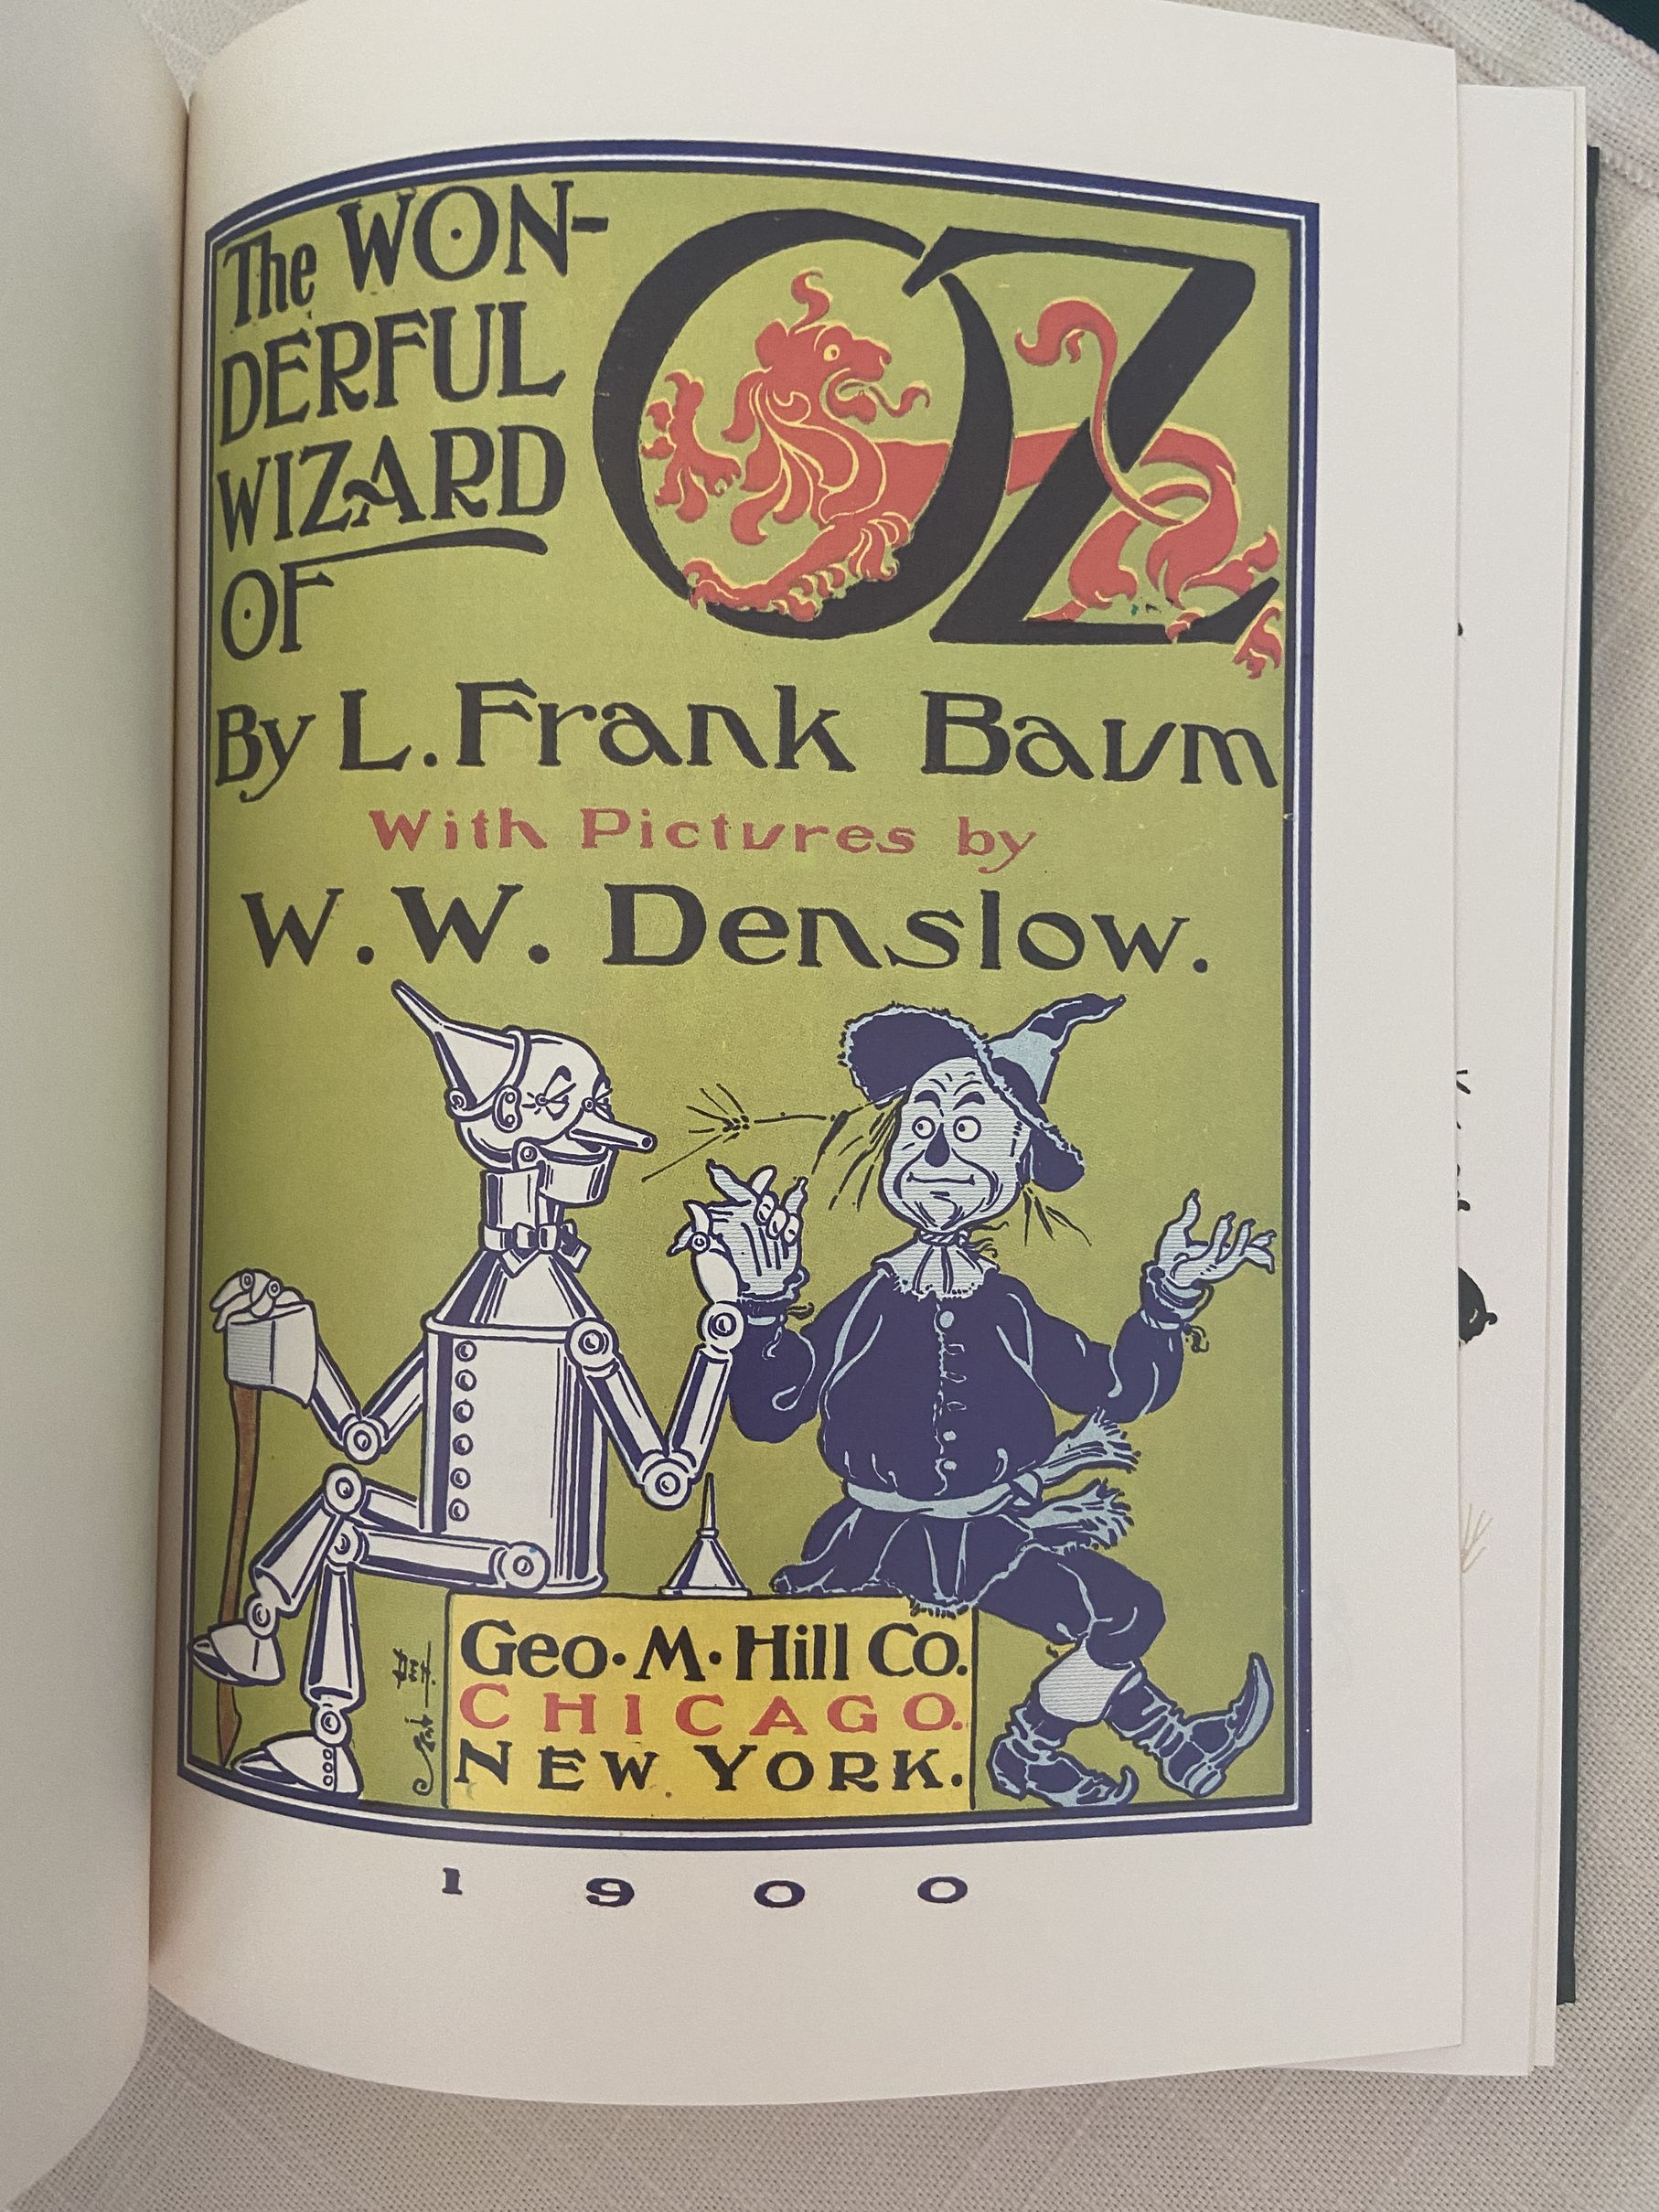 The WON-
DERFUL
WIZARD
OF
OZ
By L. Frank Baum
With Pictures by
W. W. Denslow.
Geo. M. Hill Co.
CHICAGO.
NEW YORK.
1900